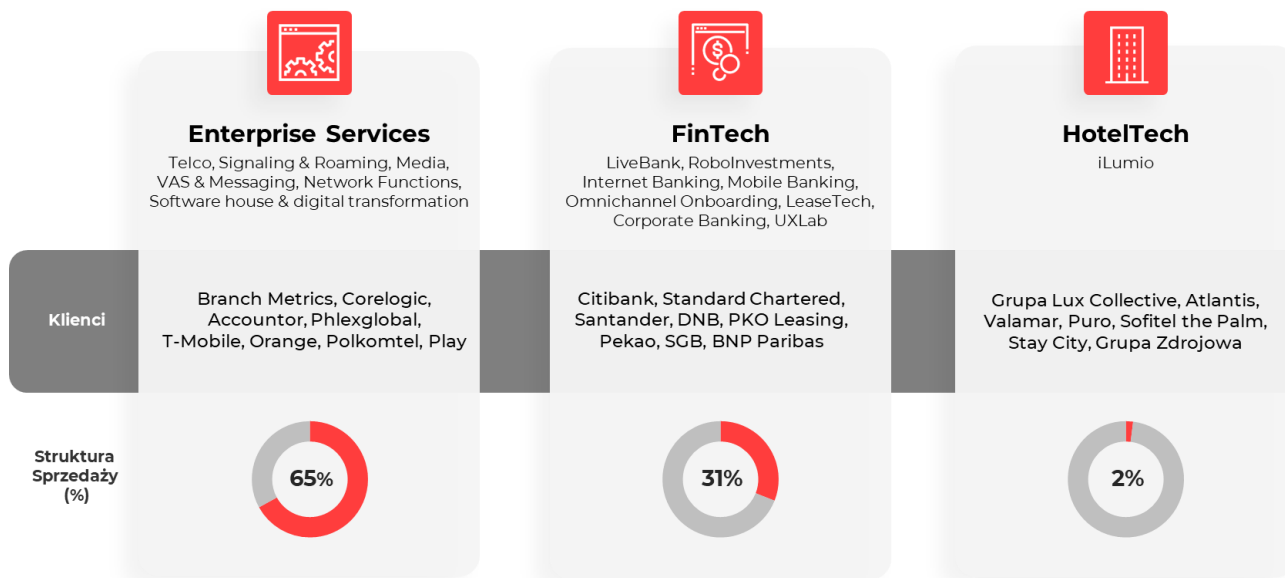 Enterprise Services
Telco, Signaling & Roaming, Media,
VAS & Messaging, Network Functions,
Software house & digital transformation
FinTech
LiveBank, RoboInvestments,
Internet Banking, Mobile Banking,
Omnichannel Onboarding, LeaseTech,
Corporate Banking, UXLab
HotelTech
iLumio
Klienci
Branch Metrics, Corelogic,
Accountor, Phlexglobal,
T-Mobile, Orange, Polkomtel, Play
Citibank, Standard Chartered,
Santander, DNB, PKO Leasing,
Pekao, SGB, BNP Paribas
Grupa Lux Collective, Atlantis,
Valamar, Puro, Sofitel the Palm,
Stay City, Grupa Zdrojowa
Struktura
Sprzedaży
(%)
65%
31%
2%